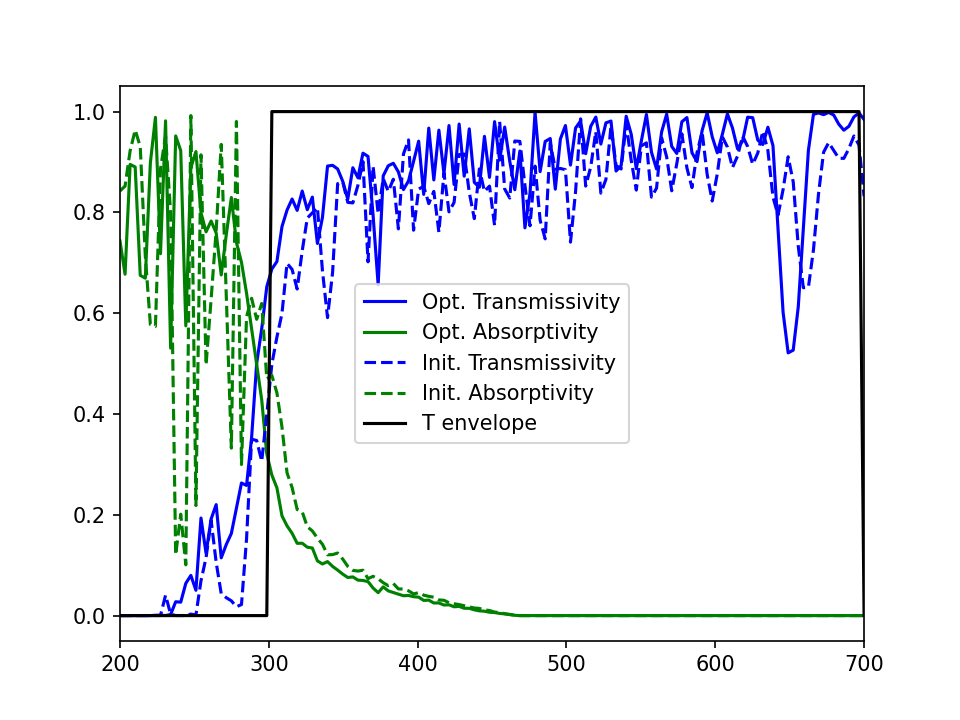 1.0
0.8
0.6
0.4
0.2
0.0
Opt. Transmissivity
Opt. Absorptivity
Init. Transmissivity
Init. Absorptivity
T envelope
200 300 400 500 600 700